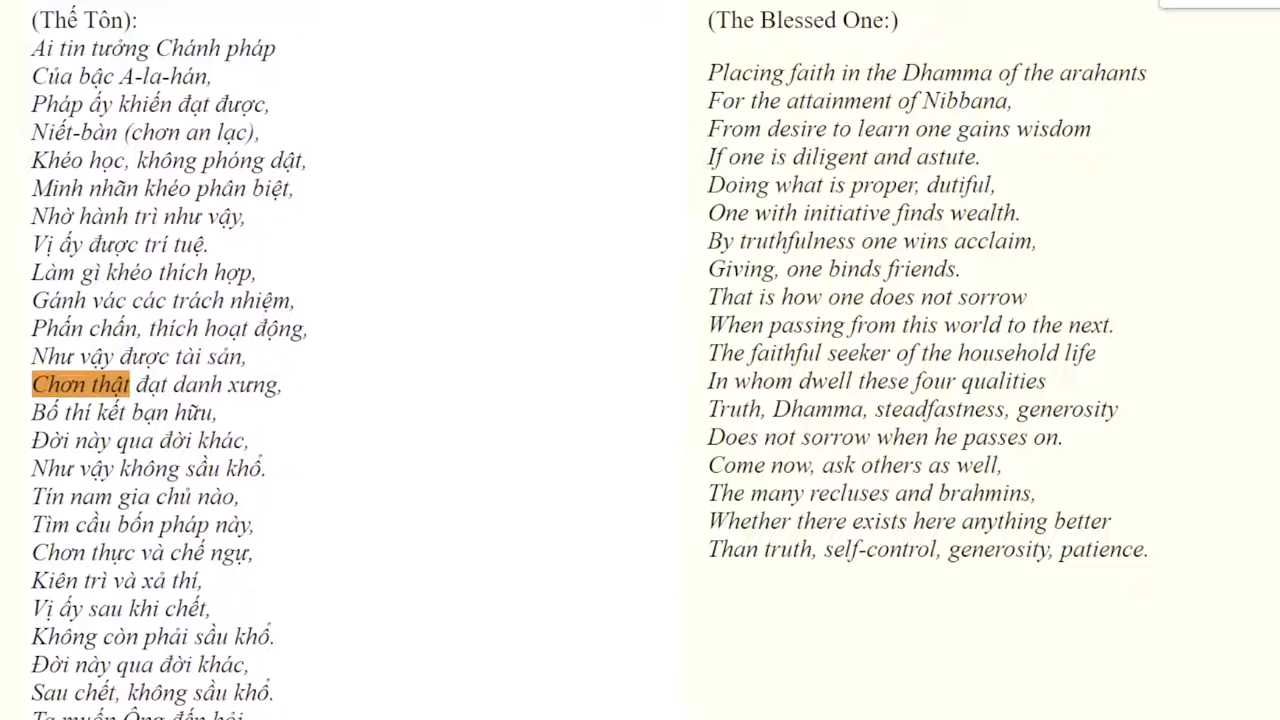 (Thế Tôn):
Ai tin tưởng Chánh pháp
Của bậc A-la-hán,
Pháp ấy khiến đạt được,
Niết-bàn (chơn an lạc),
Khéo học, không phóng dật,
Minh nhãn khéo phân biệt,
Nhờ hành trì như vậy,
Vị ấy được trí tuệ.
Làm gì khéo thích hợp,
Gánh vác các trách nhiệm,
Phấn chấn, thích hoạt động,
Như vậy được tài sản,
Chơn thật đạt danh xưng,
Bố thí kết bạn hữu,
Đời này qua đời khác,
Như vậy không sầu khổ.
Tín nam gia chủ nào,
Tìm cầu bốn pháp này,
Chơn thực và chế ngự,
Kiên trì và xả thí,
Vị ấy sau khi chết,
Không còn phải sầu khổ.
Đời này qua đời khác,
Sau chết, không sầu khổ.
Ta muốn Ông đến hỏi
(The Blessed One:)
Placing faith in the Dhamma of the arahants
For the attainment of Nibbana,
From desire to learn one gains wisdom
If one is diligent and astute.
Doing what is proper, dutiful,
One with initiative finds wealth.
By truthfulness one wins acclaim,
Giving, one binds friends.
That is how one does not sorrow
When passing from this world to the next.
The faithful seeker of the household life
In whom dwell these four qualities
Truth, Dhamma, steadfastness, generosity
Does not sorrow when he passes on.
Come now, ask others as well,
The many recluses and brahmins,
Whether there exists here anything better
Than truth, self-control, generosity, patience.